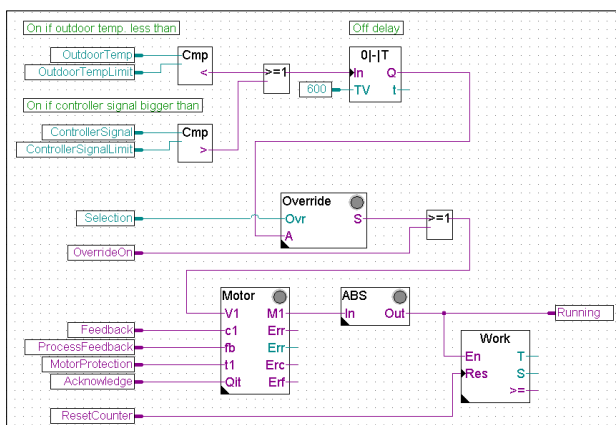 On if outdoor temp. less than
Off delay
OutdoorTemp
OutdoorTempLimit
Cmp
<
>=1
0|-|T
In Q
600
TV t
On if controller signal bigger than
ControllerSignal
ControllerSignalLimit
Cmp
>
Override
Selection
Ovr S
A
>=1
OverrideOn
Motor
V1 M1
c1 Err
fb Err
t1 Erc
Qit Erf
ABS
In Out
Running
Feedback
ProcessFeedback
MotorProtection
Acknowledge
Work
En T
Res S
>=
ResetCounter